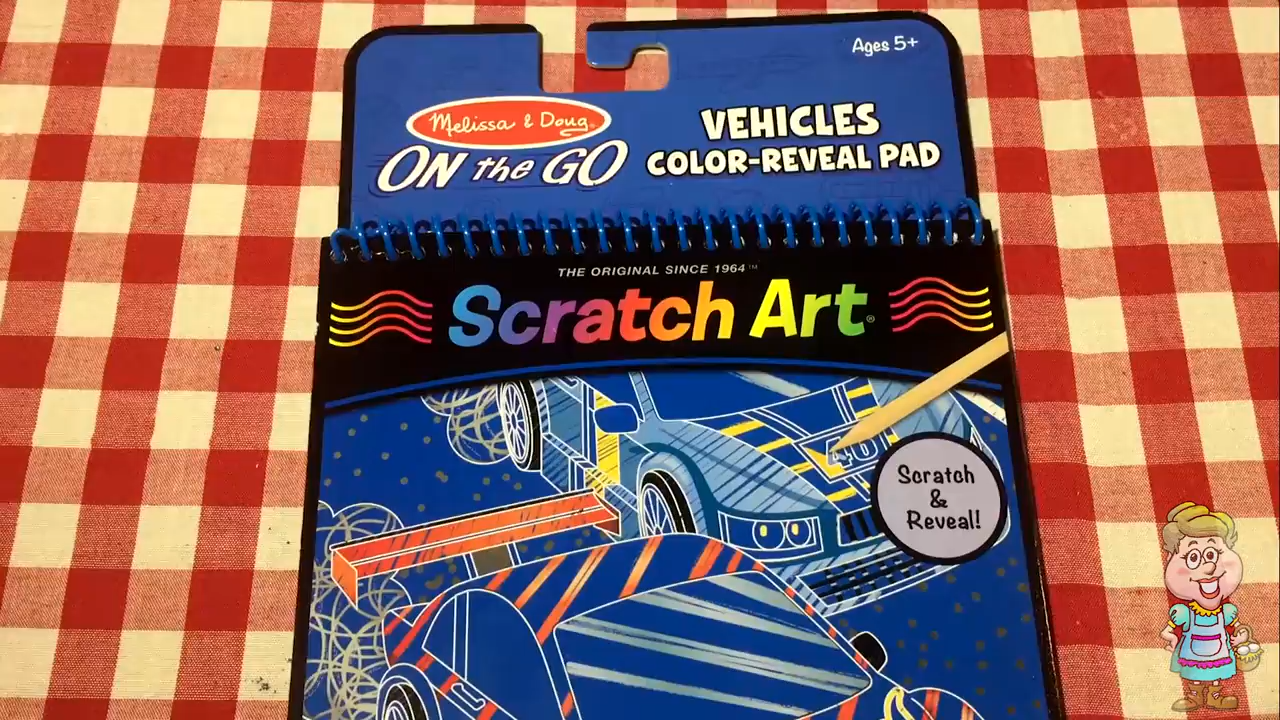 Ages 5+
Melissa & Doug
ON the GO
VEHICLES
COLOR-REVEAL PAD
THE ORIGINAL SINCE 1964™
Scratch Art®
40
Scratch
&
Reveal!